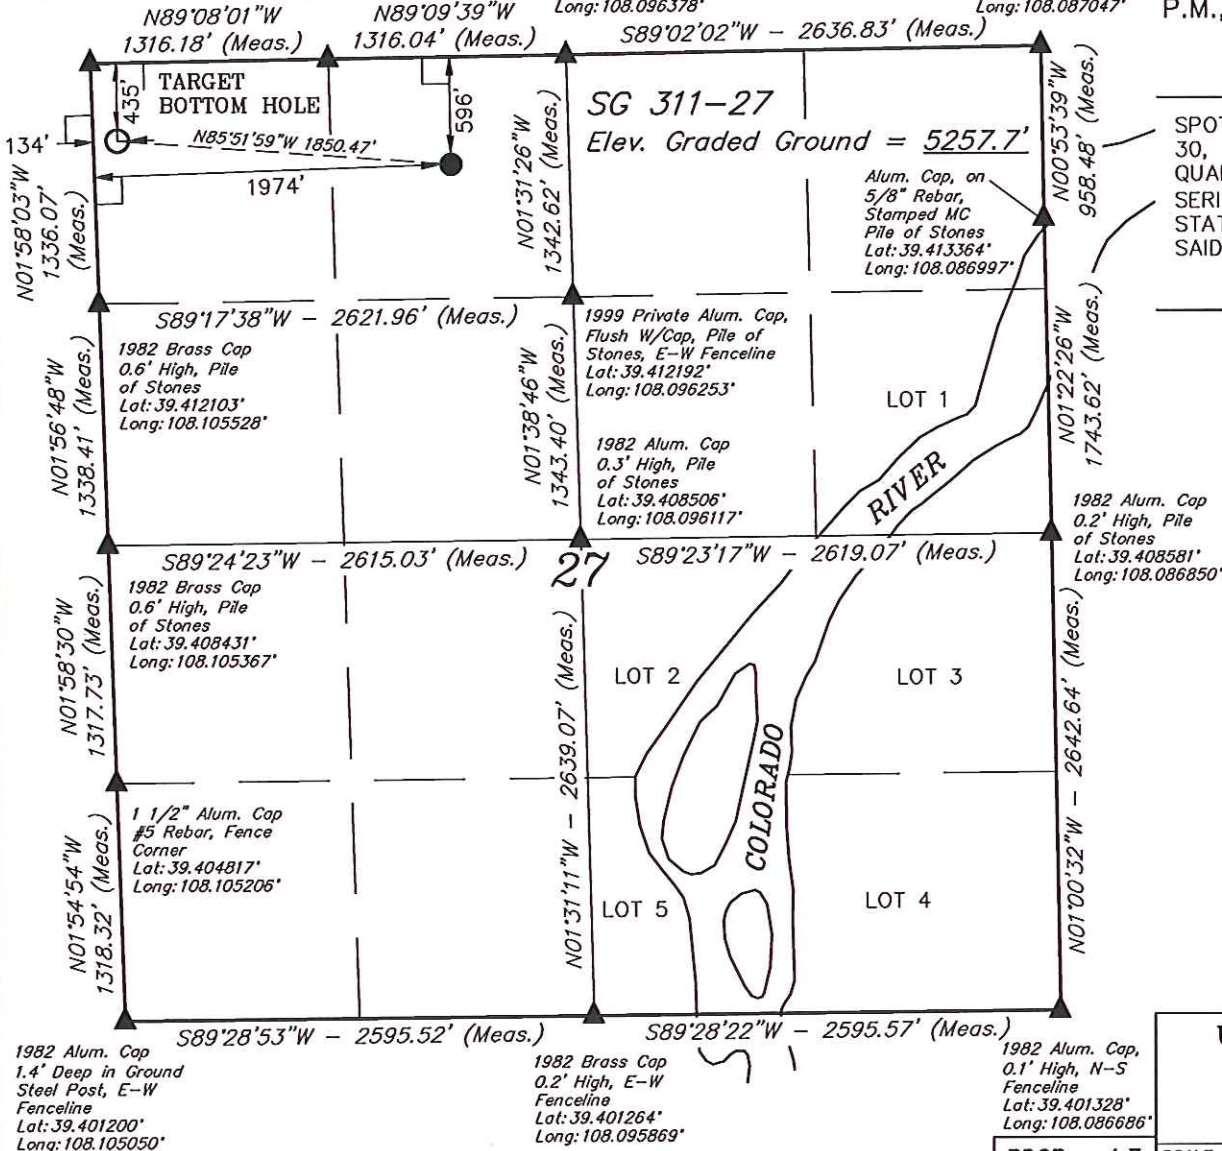 N89°08'01"W
1316.18' (Meas.)
N89°09'39"W
1316.04' (Meas.)
Long: 108.096378°
S89°02'02"W - 2636.83' (Meas.)
Long: 108.087047°
P.M.,
TARGET
BOTTOM HOLE
435'
134'
N85°51'59"W 1850.47'
596'
1974'
SG 311-27
Elev. Graded Ground = 5257.7'
N01°58'03"W
1336.07'
(Meas.)
N01°31'26"W
1342.62' (Meas.)
N00°53'39"W
958.48' (Meas.)
Alum. Cap, on
5/8" Rebar,
Stamped MC
Pile of Stones
Lat: 39.413364°
Long: 108.086997°
SPOT
30,
QUAR
SERI
STAT
SAID
S89°17'38"W - 2621.96' (Meas.)
1982 Brass Cap
0.6' High, Pile
of Stones
Lat: 39.412103°
Long: 108.105528°
1999 Private Alum. Cap,
Flush W/Cap, Pile of
Stones, E-W Fenceline
Lat: 39.412192°
Long: 108.096253°
N01°56'48"W
1338.41' (Meas.)
N01°38'46"W
1343.40' (Meas.)
1982 Alum. Cap
0.3' High, Pile
of Stones
Lat: 39.408506°
Long: 108.096117°
LOT 1
RIVER
N01°22'26"W
1743.62' (Meas.)
1982 Alum. Cap
0.2' High, Pile
of Stones
Lat: 39.408581°
Long: 108.086850°
S89°24'23"W - 2615.03' (Meas.)
27
S89°23'17"W - 2619.07' (Meas.)
1982 Brass Cap
0.6' High, Pile
of Stones
Lat: 39.408431°
Long: 108.105367°
N01°58'30"W
1317.73' (Meas.)
N01°31'11"W - 2639.07' (Meas.)
LOT 2
LOT 3
COLORADO
N01°00'32"W - 2642.64' (Meas.)
1 1/2" Alum. Cap
#5 Rebar, Fence
Corner
Lat: 39.404817°
Long: 108.105206°
N01°54'54"W
1318.32' (Meas.)
LOT 5
LOT 4
S89°28'53"W - 2595.52' (Meas.)
S89°28'22"W - 2595.57' (Meas.)
1982 Alum. Cap
1.4' Deep in Ground
Steel Post, E-W
Fenceline
Lat: 39.401200°
Long: 108.105050°
1982 Brass Cap
0.2' High, E-W
Fenceline
Lat: 39.401264°
Long: 108.095869°
1982 Alum. Cap,
0.1' High, N-S
Fenceline
Lat: 39.401328°
Long: 108.086686°